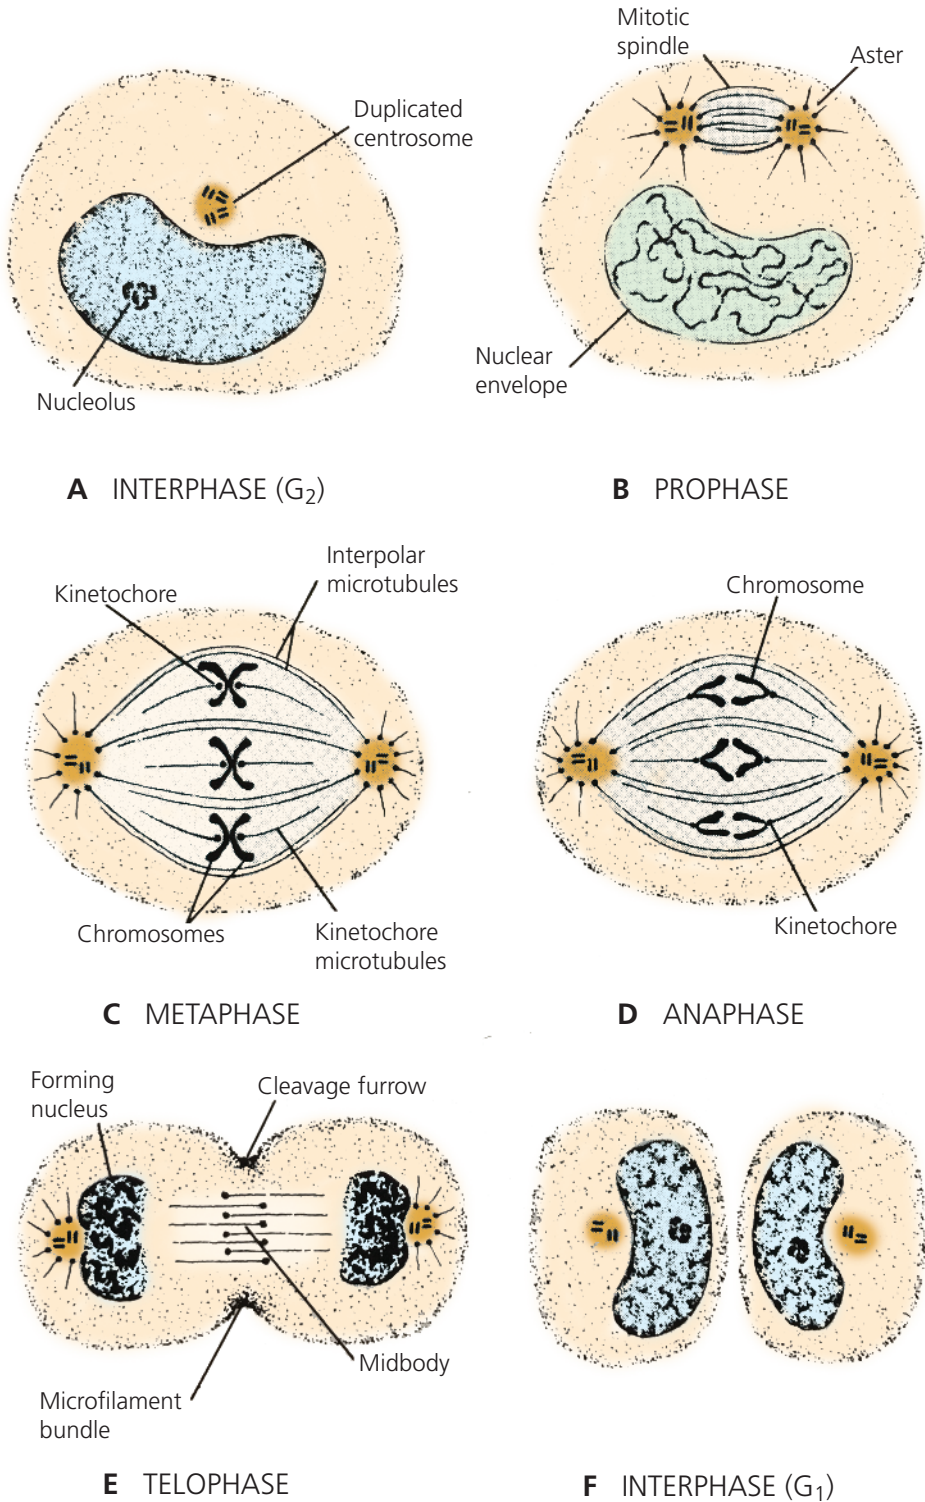 Mitotic
spindle
Aster
Duplicated
centrosome
Nuclear
envelope
Nucleolus
A INTERPHASE (G₂)
B PROPHASE
Interpolar
microtubules
Kinetochore
Chromosome
Chromosomes
Kinetochore
microtubules
Kinetochore
C METAPHASE
D ANAPHASE
Forming
nucleus
Cleavage furrow
Midbody
Microfilament
bundle
E TELOPHASE
F INTERPHASE (G₁)